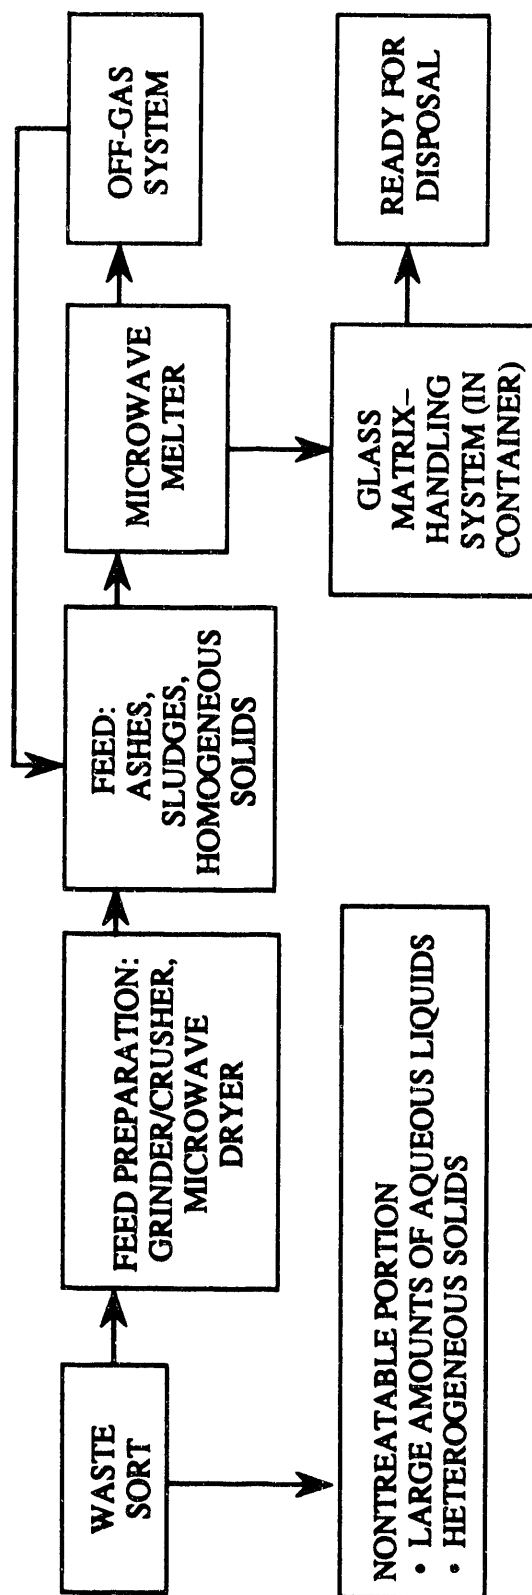 WASTE
SORT
FEED PREPARATION:
GRINDER/CRUSHER,
MICROWAVE
DRYER
FEED:
ASHES,
SLUDGES,
HOMOGENEOUS
SOLIDS
MICROWAVE
MELTER
OFF-GAS
SYSTEM
NONTREATABLE PORTION
• LARGE AMOUNTS OF AQUEOUS LIQUIDS
• HETEROGENEOUS SOLIDS
GLASS
MATRIX–
HANDLING
SYSTEM (IN
CONTAINER)
READY FOR
DISPOSAL